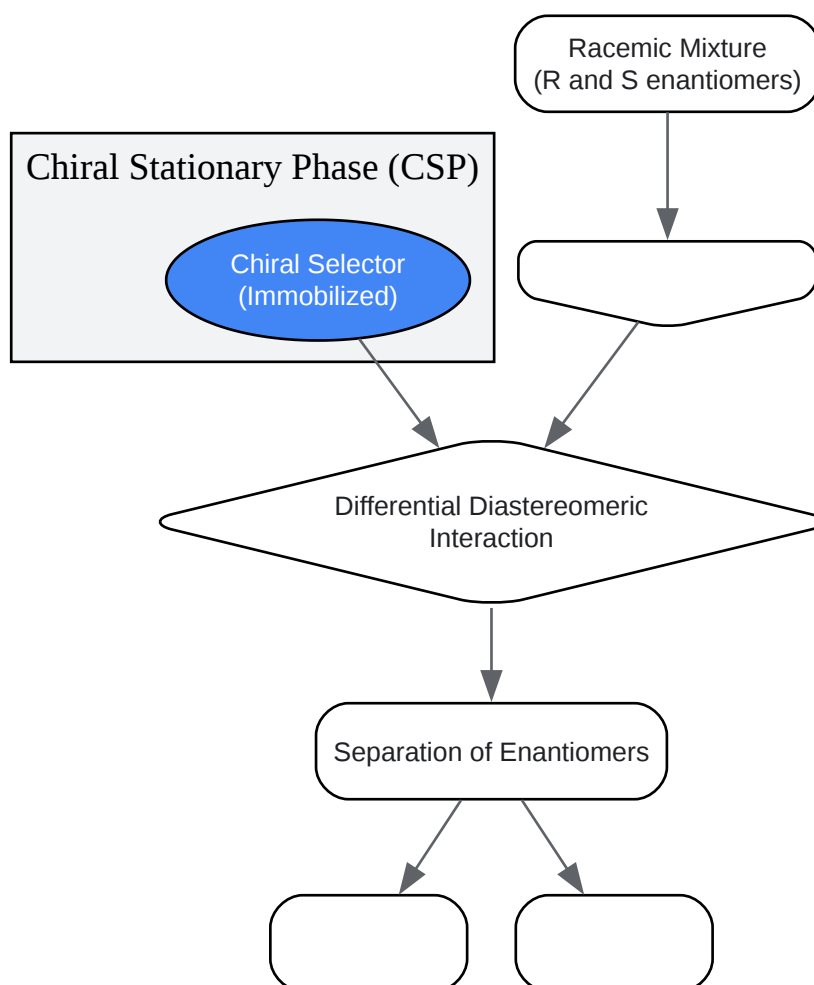 Racemic Mixture
(R and S enantiomers)
Chiral Stationary Phase (CSP)
Chiral Selector
(Immobilized)
Differential Diastereomeric
Interaction
Separation of Enantiomers